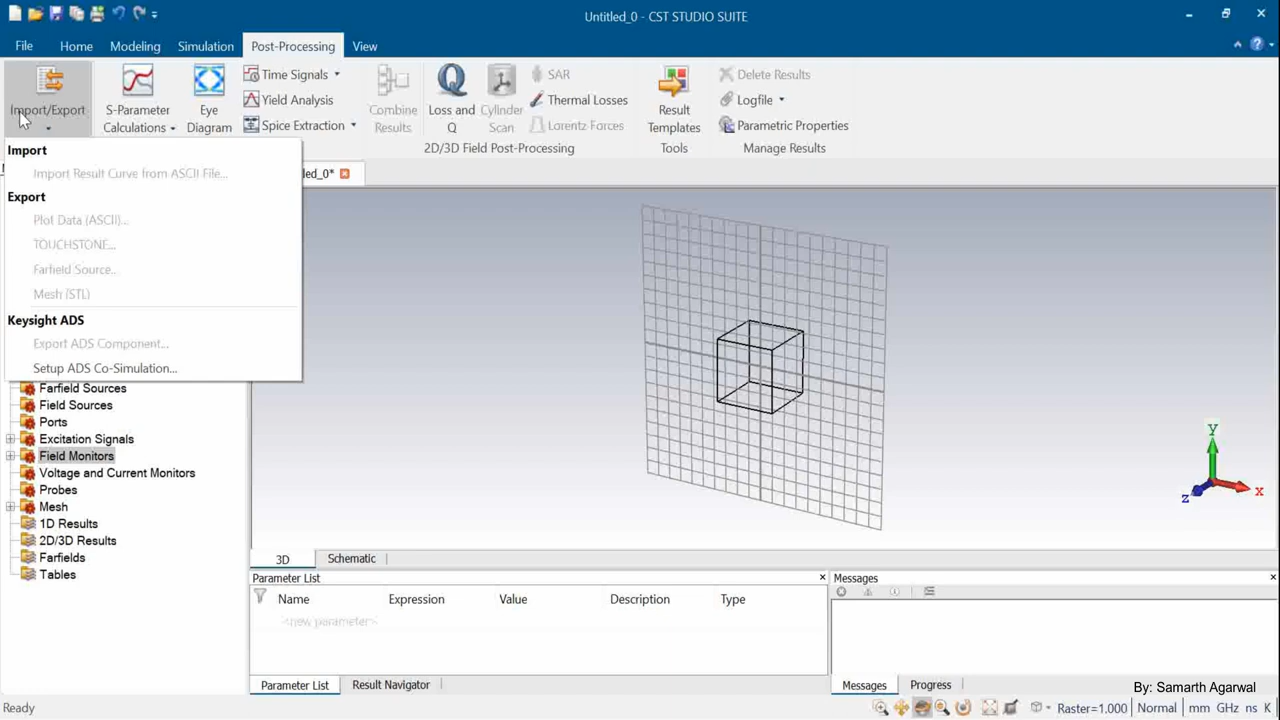 Untitled_0 - CST STUDIO SUITE
File Home Modeling Simulation Post-Processing View
Import/Export
S-Parameter Calculations
Eye Diagram
Time Signals
Yield Analysis
Spice Extraction
Combine Results
Loss and Q
Cylinder Scan
SAR
Thermal Losses
Lorentz Forces
2D/3D Field Post-Processing
Result Templates
Tools
Delete Results
Logfile
Parametric Properties
Manage Results
Import
Import Result Curve from ASCII File...
Export
Plot Data (ASCII)...
TOUCHSTONE...
Farfield Source...
Mesh (STL)
Keysight ADS
Export ADS Component...
Setup ADS Co-Simulation...
led_0*
Farfield Sources
Field Sources
Ports
Excitation Signals
Field Monitors
Voltage and Current Monitors
Probes
Mesh
1D Results
2D/3D Results
Farfields
Tables
y
z
x
3D Schematic
Parameter List
Name Expression Value Description Type
<new parameter>
Parameter List Result Navigator
Messages
Messages Progress
By: Samarth Agarwal
Ready
Raster=1.000 Normal mm GHz ns K